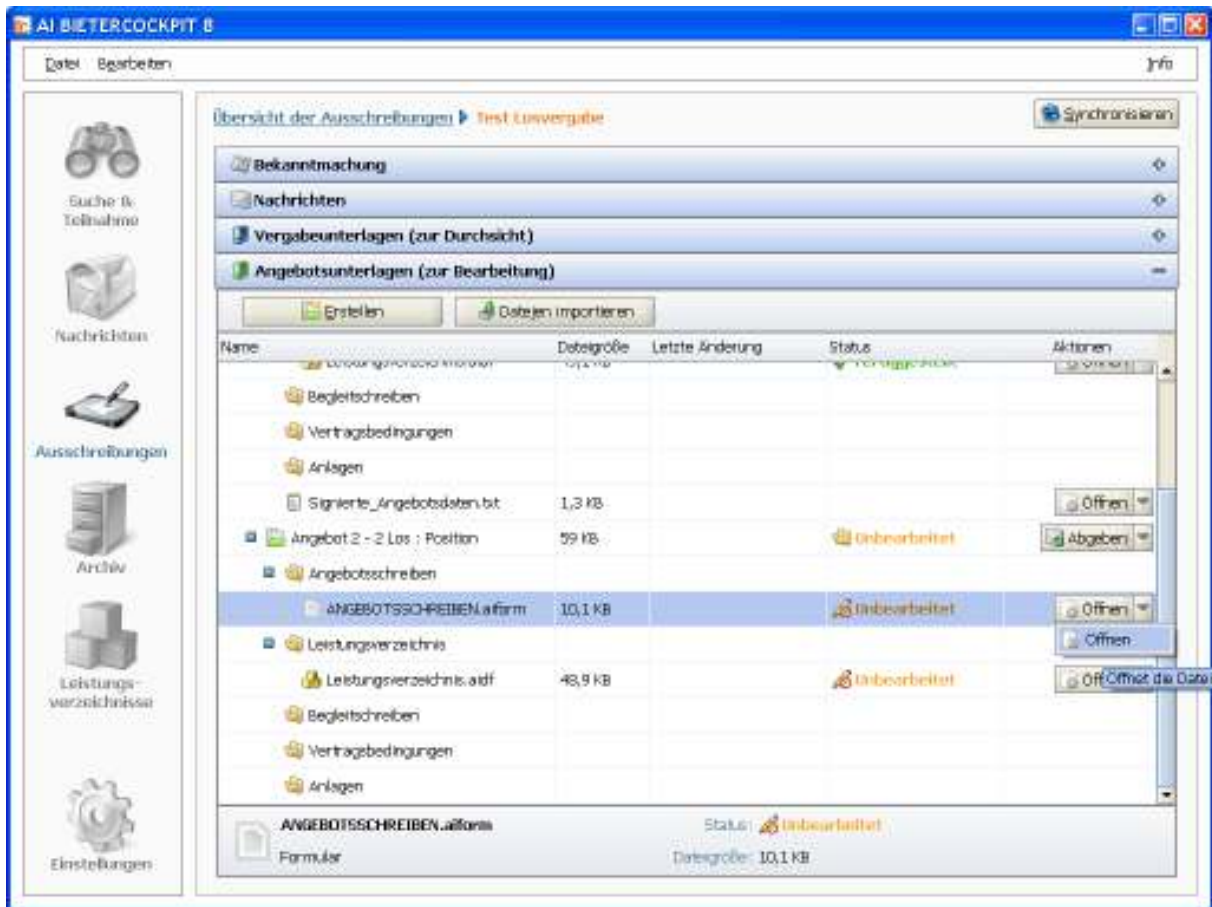 AI BIETERCOCKPIT 8
Datei Bearbeiten Info
Übersicht der Ausschreibungen Test Losvergabe Synchronisieren
Bekanntmachung
Nachrichten
Vergabeunterlagen (zur Durchsicht)
Angebotsunterlagen (zur Bearbeitung)
Erstellen Dateien importieren
Name Dateigröße Letzte Änderung Status Aktionen
Begleitschreiben
Vertragsbedingungen
Anlagen
Signierte_Angebotsdaten.txt 1,3 KB Öffnen
Angebot 2 - 2 Los : Position 59 KB Unbearbeitet Abgeben
Angebotsschreiben
ANGEBOTSSCHREIBEN.aiform 10,1 KB Unbearbeitet Öffnen
Öffnen
Leistungsverzeichnis
Leistungsverzeichnis.aidf 48,9 KB Unbearbeitet Öff Öffnet die Datei
Begleitschreiben
Vertragsbedingungen
Anlagen
ANGEBOTSSCHREIBEN.aiform Status: Unbearbeitet
Formular Dateigröße: 10,1 KB
Suche &
Teilnahme
Nachrichten
Ausschreibungen
Archiv
Leistungs-
verzeichnisse
Einstellungen